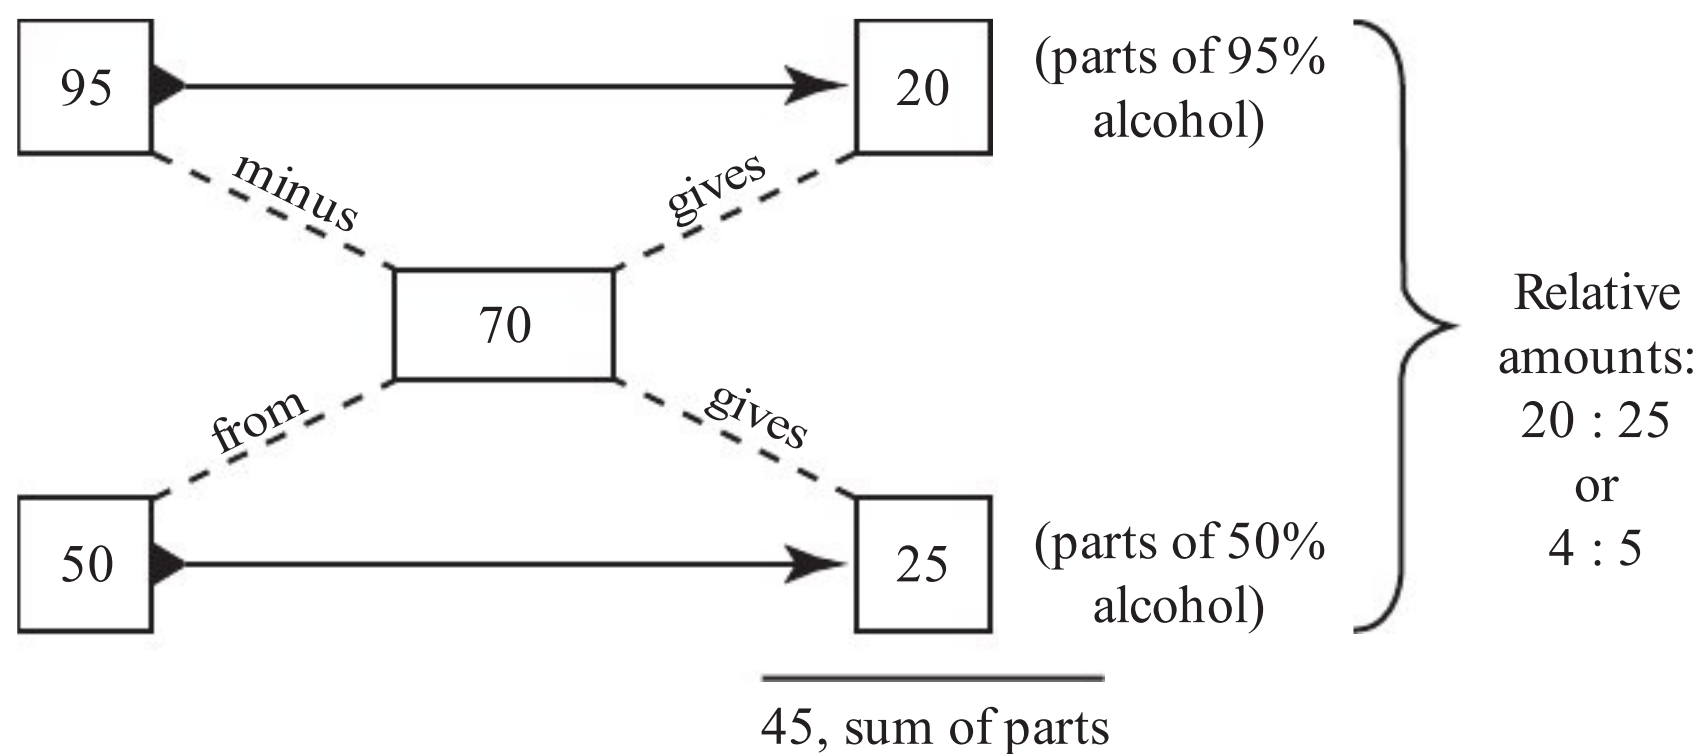 95
20
(parts of 95%
alcohol)
minus
gives
70
from
gives
50
25
(parts of 50%
alcohol)
45, sum of parts
Relative
amounts:
20 : 25
or
4 : 5